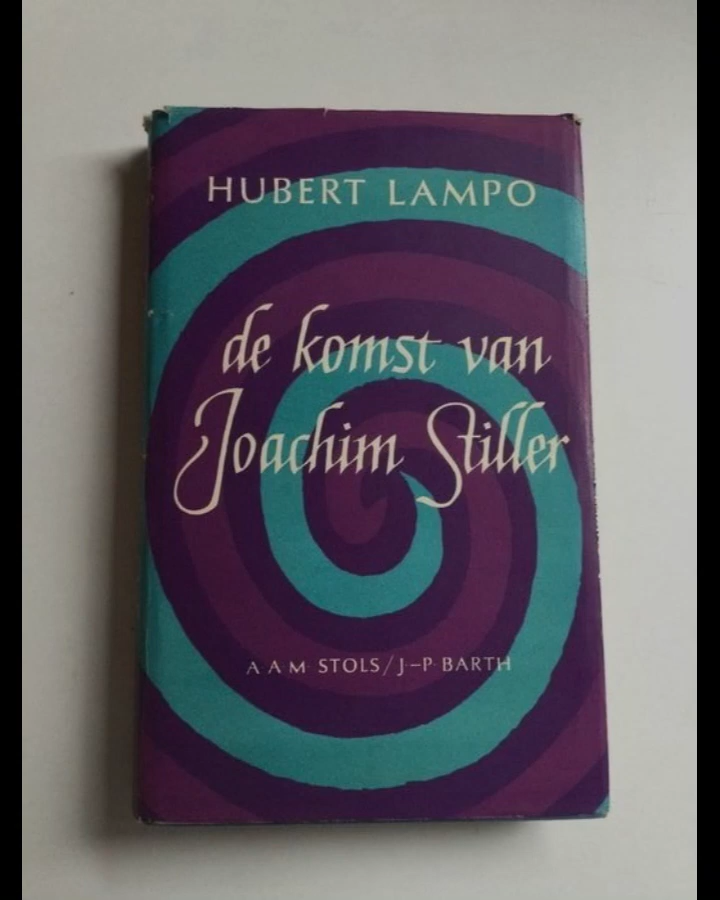 HUBERT LAMPO
de komst van
Joachim Stiller
A·A·M· STOLS/J-P·BARTH